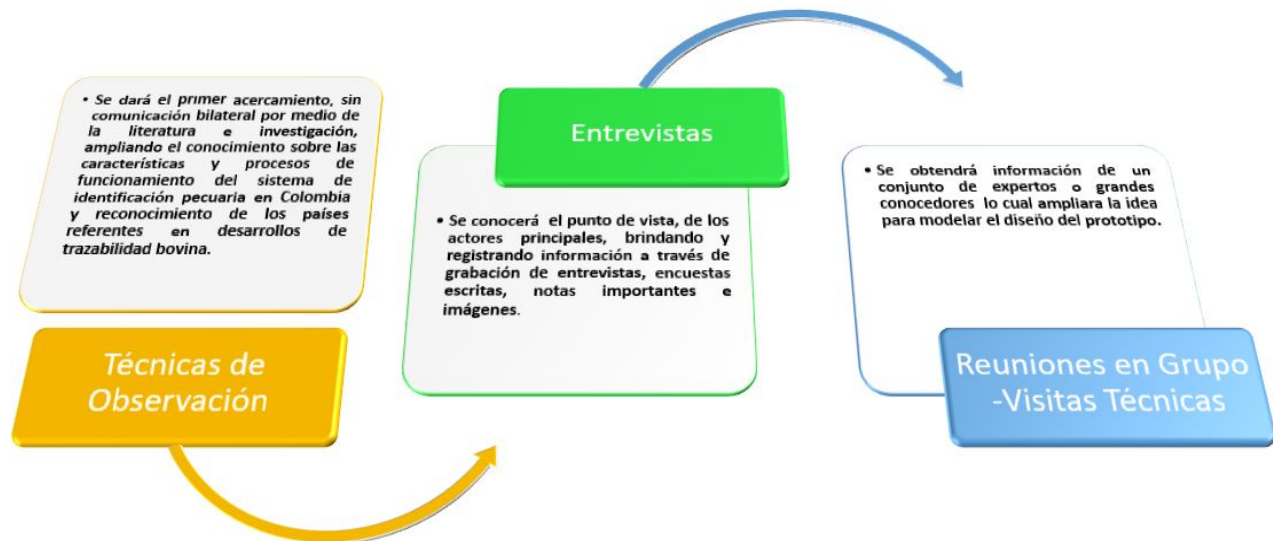 • Se dará el primer acercamiento, sin
comunicación bilateral por medio de
la literatura e investigación,
ampliando el conocimiento sobre las
características y procesos de
funcionamiento del sistema de
identificación pecuaria en Colombia
y reconocimiento de los países
referentes en desarrollos de
trazabilidad bovina.
Técnicas de
Observación
Entrevistas
• Se conocerá el punto de vista, de los
actores principales, brindando y
registrando información a través de
grabación de entrevistas, encuestas
escritas, notas importantes e
imágenes.
• Se obtendrá información de un
conjunto de expertos o grandes
conocedores lo cual ampliara la idea
para modelar el diseño del prototipo.
Reuniones en Grupo
-Visitas Técnicas